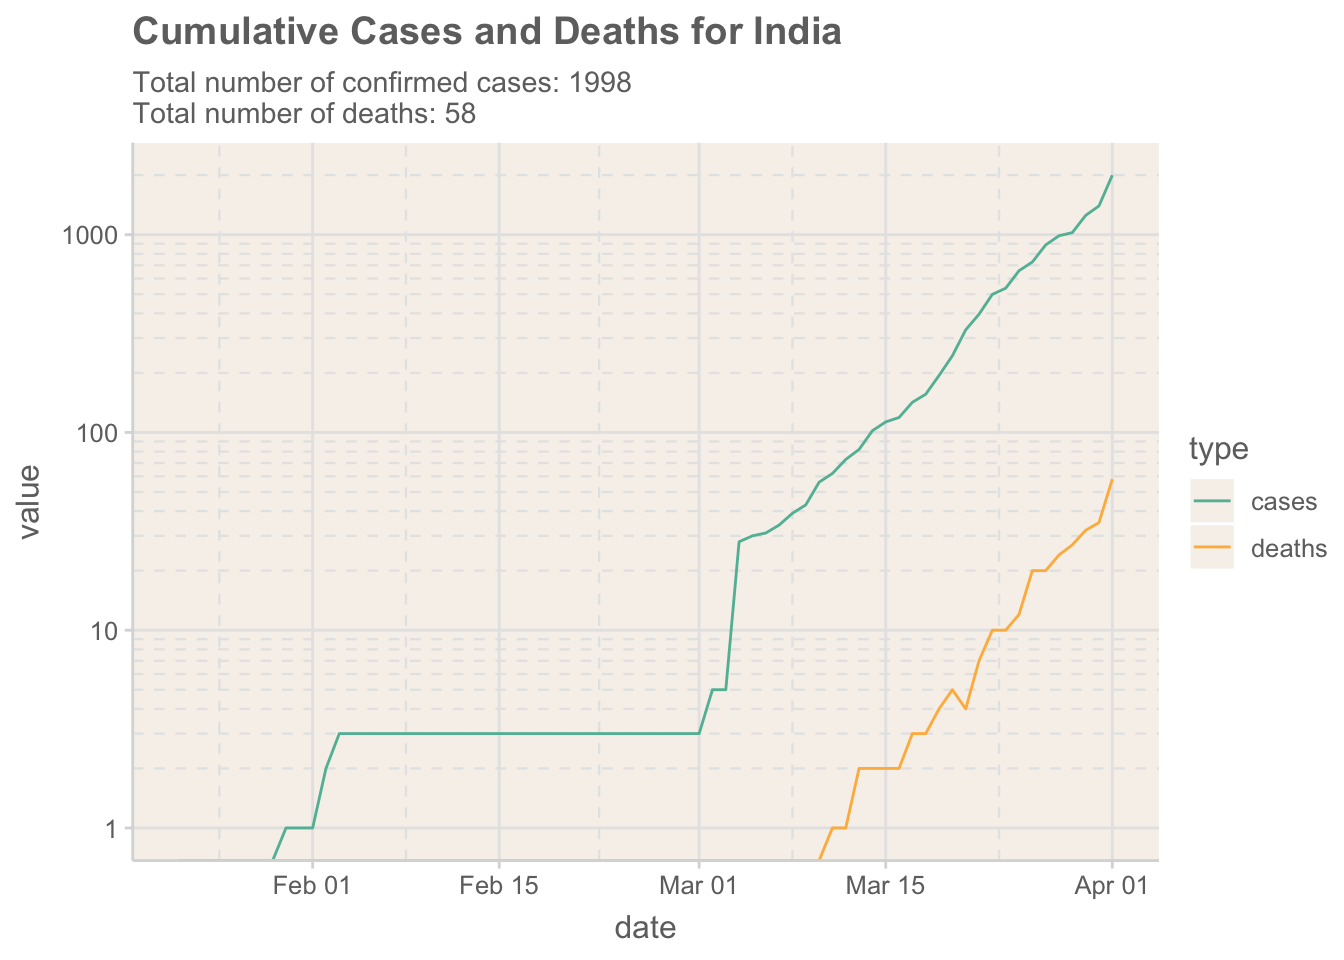 Cumulative Cases and Deaths for India
Total number of confirmed cases: 1998
Total number of deaths: 58
value
1000
100
10
1
Feb 01
Feb 15
Mar 01
Mar 15
Apr 01
date
type
cases
deaths